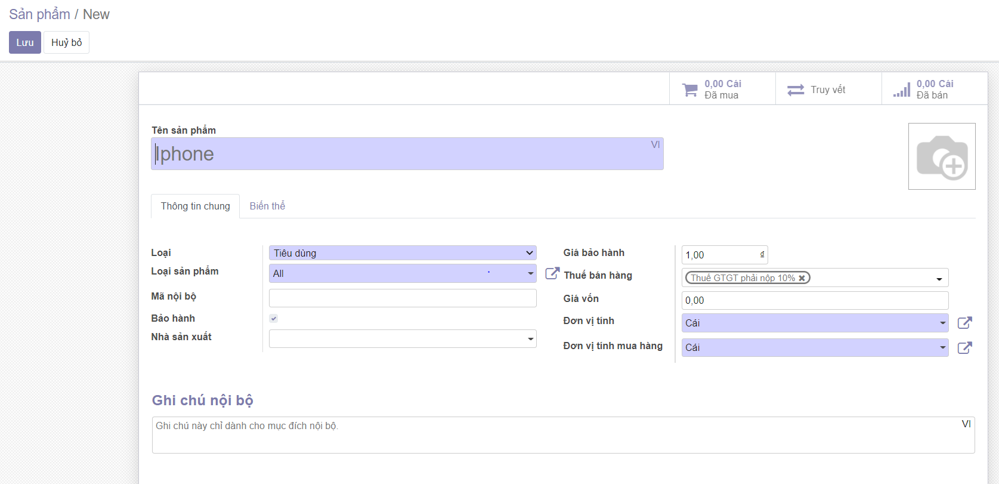 Sản phẩm / New
Lưu Huỷ bỏ
0,00 Cái
Đã mua
Truy vết
0,00 Cái
Đã bán
Tên sản phẩm
Iphone VI
Thông tin chung Biến thể
Loại Tiêu dùng
Loại sản phẩm All
Mã nội bộ
Bảo hành
Nhà sản xuất
Giá bảo hành 1,00 ₫
Thuế bán hàng Thuế GTGT phải nộp 10%
Giá vốn 0,00
Đơn vị tính Cái
Đơn vị tính mua hàng Cái
Ghi chú nội bộ
Ghi chú này chỉ dành cho mục đích nội bộ. VI